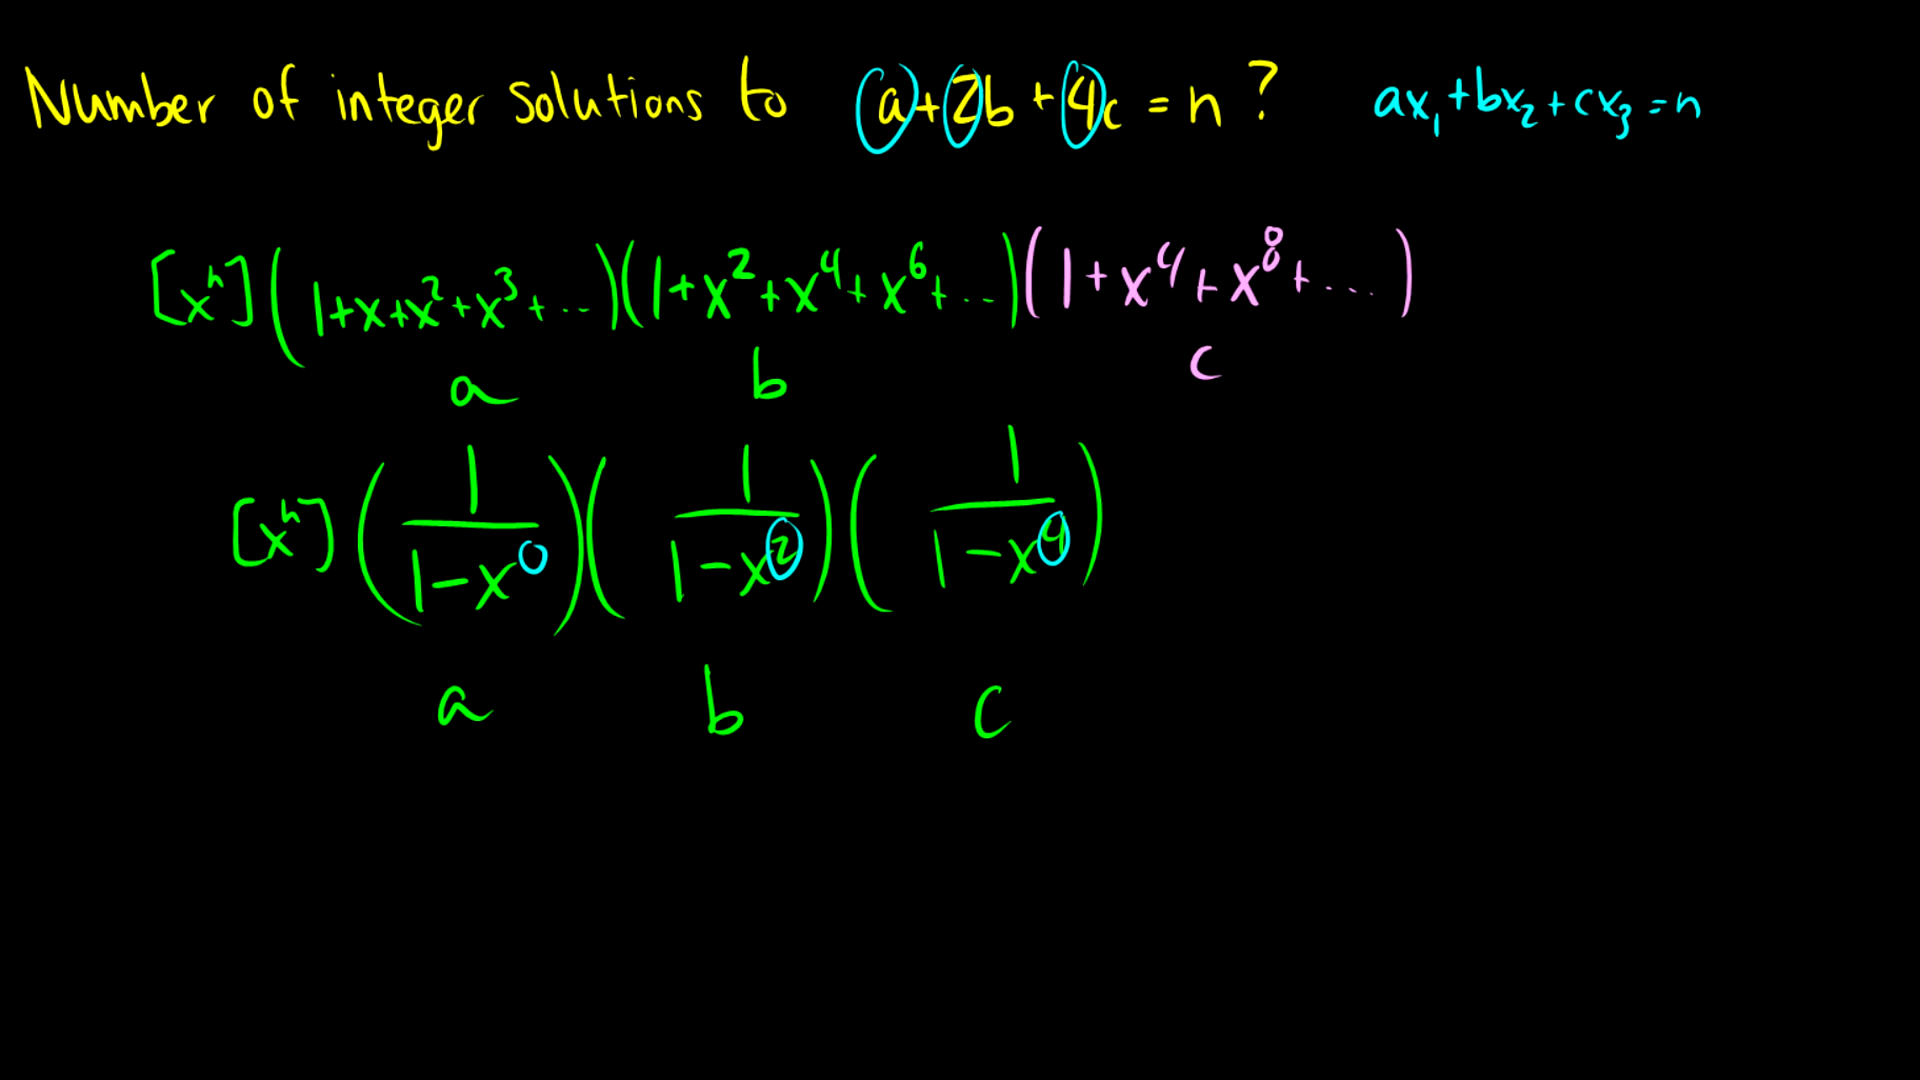 Number of integer solutions to a+2b+4c=n? ax₁+bx₂+cx₃=n
[xⁿ](1+x+x²+x³+...)(1+x²+x⁴+x⁶+...)(1+x⁴+x⁸+....)
a b c
[xⁿ](1/(1-x))(1/(1-x²))(1/(1-x⁴))
a b c